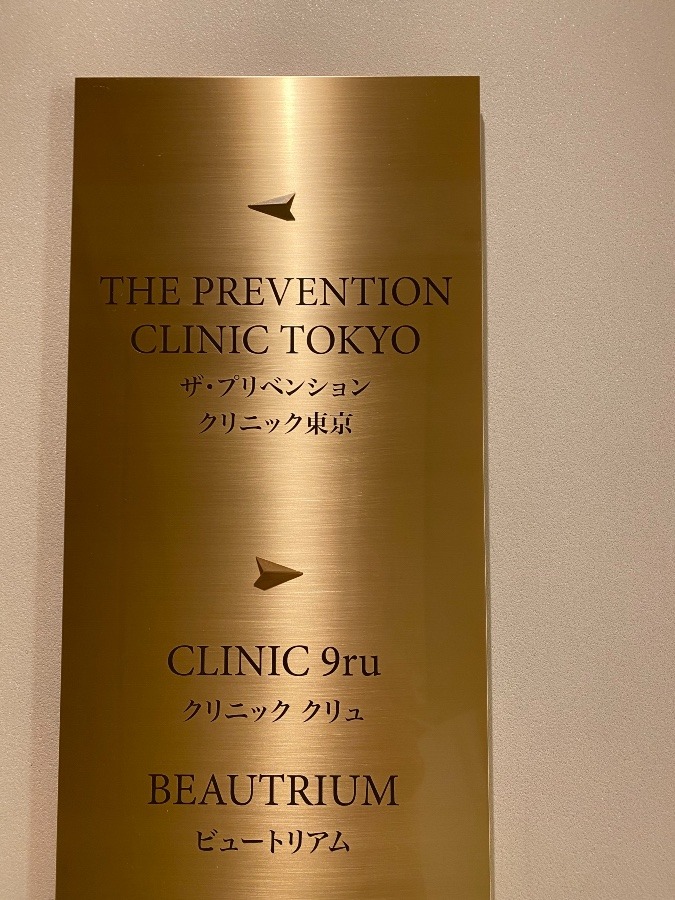 THE PREVENTION
CLINIC TOKYO
ザ・プリベンション
クリニック東京
CLINIC 9ru
クリニック クリュ
BEAUTRIUM
ビュートリアム